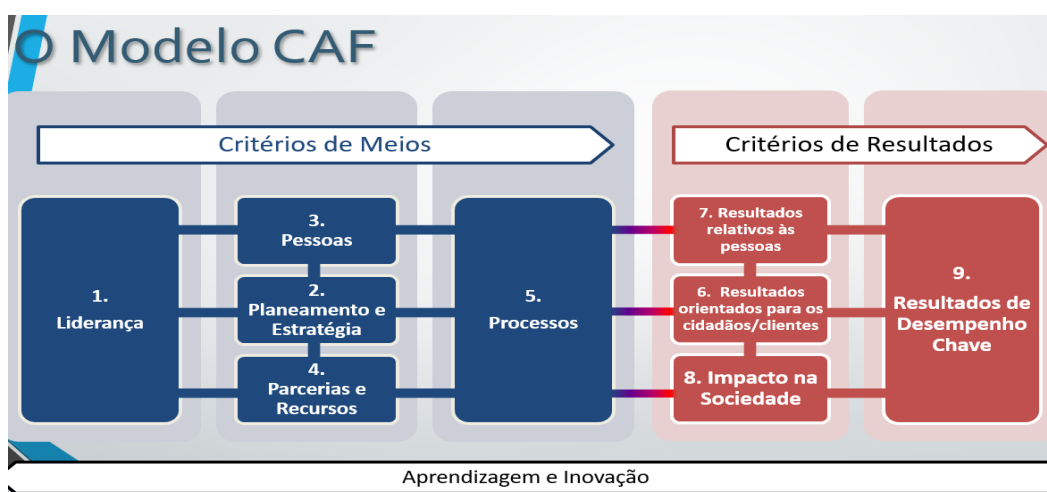 O Modelo CAF
Critérios de Meios
Critérios de Resultados
1.
Liderança
3.
Pessoas
2.
Planeamento e
Estratégia
4.
Parcerias e
Recursos
5.
Processos
7. Resultados
relativos às
pessoas
6. Resultados
orientados para os
cidadãos/clientes
8. Impacto na
Sociedade
9.
Resultados de
Desempenho
Chave
Aprendizagem e Inovação